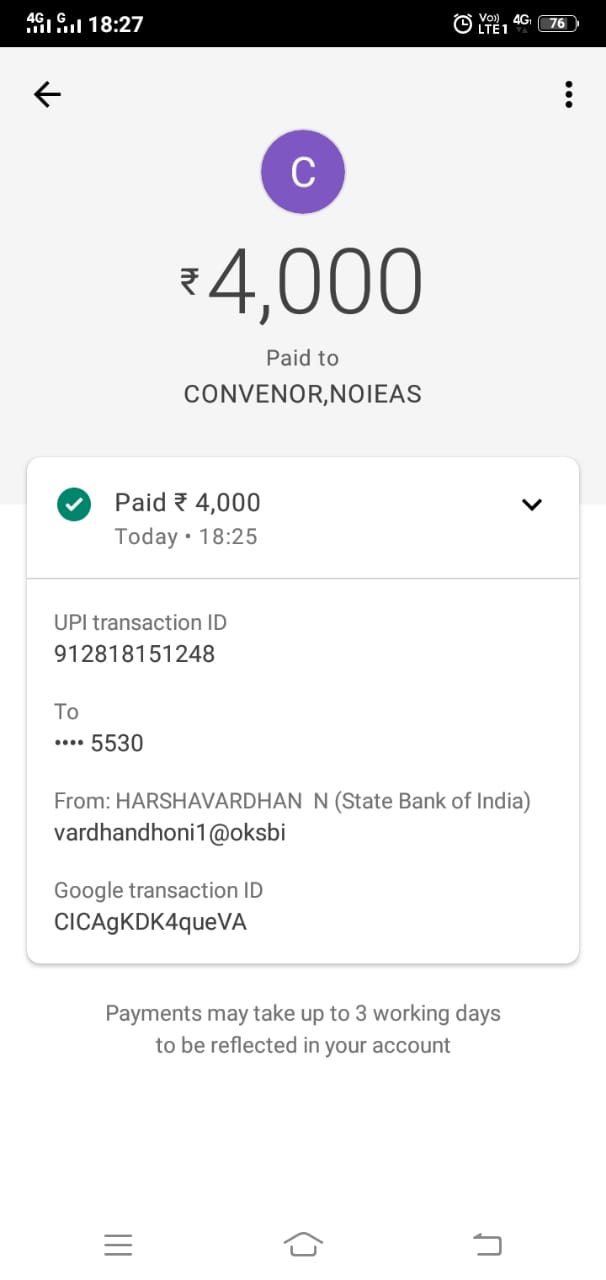 4G G 18:27 Vo)) LTE1 4G 76
C
₹4,000
Paid to
CONVENOR,NOIEAS
Paid ₹ 4,000
Today • 18:25
UPI transaction ID
912818151248
To
•••• 5530
From: HARSHAVARDHAN  N (State Bank of India)
vardhandhoni1@oksbi
Google transaction ID
CICAgKDK4queVA
Payments may take up to 3 working days
to be reflected in your account